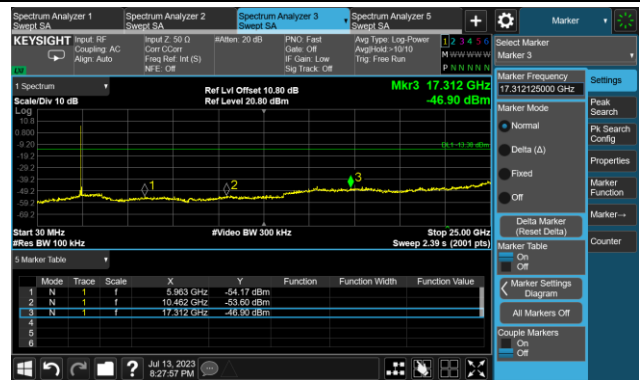 Spectrum Analyzer 1
Swept SA
Spectrum Analyzer 2
Swept SA
Spectrum Analyzer 3
Swept SA
Spectrum Analyzer 5
Swept SA
Marker
KEYSIGHT
Input: RF
Coupling: AC
Align: Auto
Input Z: 50 Ω
Corr CCorr
Freq Ref: Int (S)
NFE: Off
#Atten: 20 dB
PNO: Fast
Gate: Off
IF Gain: Low
Sig Track: Off
Avg Type: Log-Power
Avg|Hold:>10/10
Trig: Free Run
1 2 3 4 5 6
M W W W W W
P N N N N N
Select Marker
Marker 3
1 Spectrum
Scale/Div 10 dB
Log
Ref Lvl Offset 10.80 dB
Ref Level 20.80 dBm
Mkr3 17.312 GHz
-46.90 dBm
10.8
0.800
-9.20
-19.2
-29.2
-39.2
-49.2
-59.2
-69.2
DL1 -13.38 dBm
1
2
3
Start 30 MHz
#Res BW 100 kHz
#Video BW 300 kHz
Stop 25.00 GHz
Sweep 2.39 s (2001 pts)
5 Marker Table
Mode Trace Scale X Y Function Function Width Function Value
1 N 1 f 5.963 GHz -54.17 dBm
2 N 1 f 10.462 GHz -53.60 dBm
3 N 1 f 17.312 GHz -46.90 dBm
4
5
6
Marker Frequency
17.312125000 GHz
Marker Mode
Normal
Delta (Δ)
Fixed
Off
Delta Marker
(Reset Delta)
Marker Table
On
Off
Marker Settings
Diagram
All Markers Off
Couple Markers
On
Off
Settings
Peak
Search
Pk Search
Config
Properties
Marker
Function
Marker→
Counter
Jul 13, 2023
8:27:57 PM